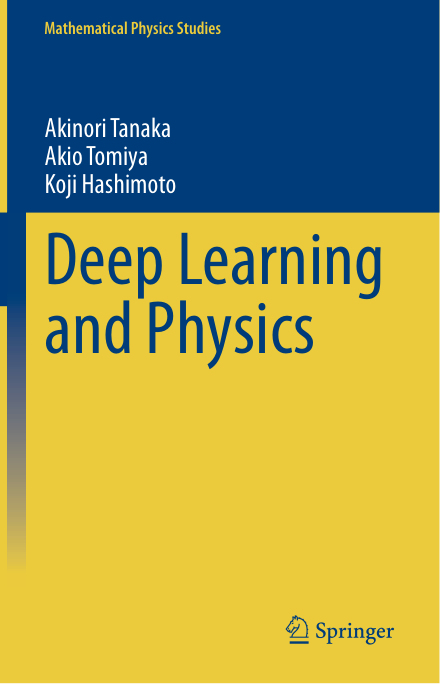 Mathematical Physics Studies
Akinori Tanaka
Akio Tomiya
Koji Hashimoto
Deep Learning
and Physics
Springer